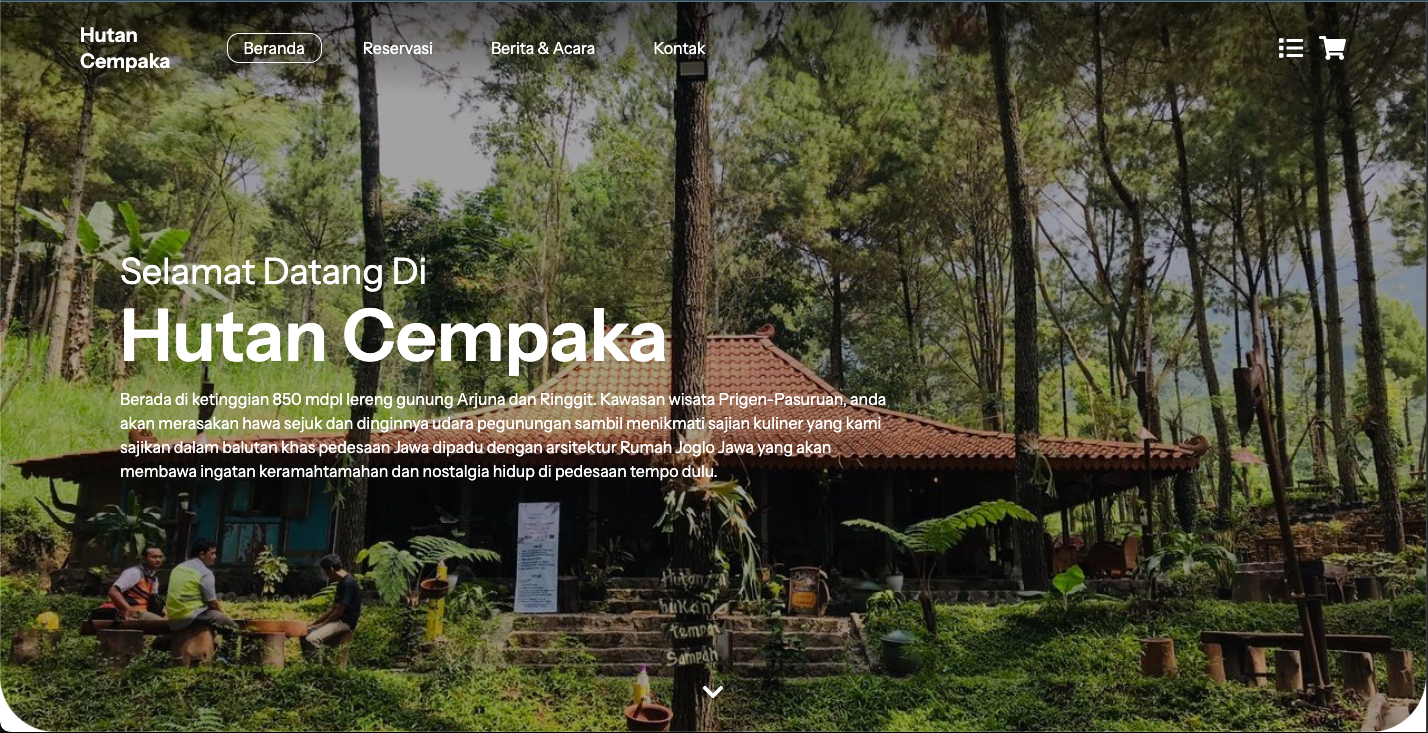 Hutan
Cempaka
Beranda
Reservasi
Berita & Acara
Kontak
Selamat Datang Di
Hutan Cempaka
Berada di ketinggian 850 mdpl lereng gunung Arjuna dan Ringgit. Kawasan wisata Prigen-Pasuruan, anda
akan merasakan hawa sejuk dan dinginnya udara pegunungan sambil menikmati sajian kuliner yang kami
sajikan dalam balutan khas pedesaan Jawa dipadu dengan arsitektur Rumah Joglo Jawa yang akan
membawa ingatan keramahtamahan dan nostalgia hidup di pedesaan tempo dulu.
Hutan
bukan
Tempat
Sampah